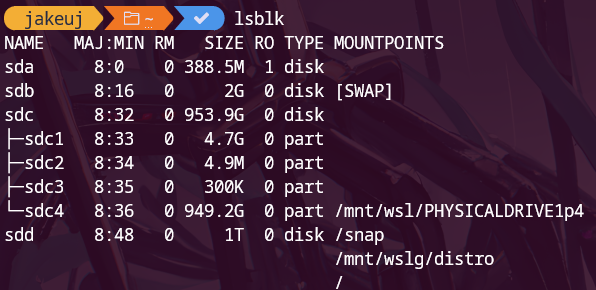 jakeuj ~ ✔ lsblk
NAME   MAJ:MIN RM   SIZE RO TYPE MOUNTPOINTS
sda      8:0    0 388.5M  1 disk
sdb      8:16   0     2G  0 disk [SWAP]
sdc      8:32   0 953.9G  0 disk
├─sdc1   8:33   0   4.7G  0 part
├─sdc2   8:34   0   4.9M  0 part
├─sdc3   8:35   0   300K  0 part
└─sdc4   8:36   0 949.2G  0 part /mnt/wsl/PHYSICALDRIVE1p4
sdd      8:48   0     1T  0 disk /snap
                                 /mnt/wslg/distro
                                 /